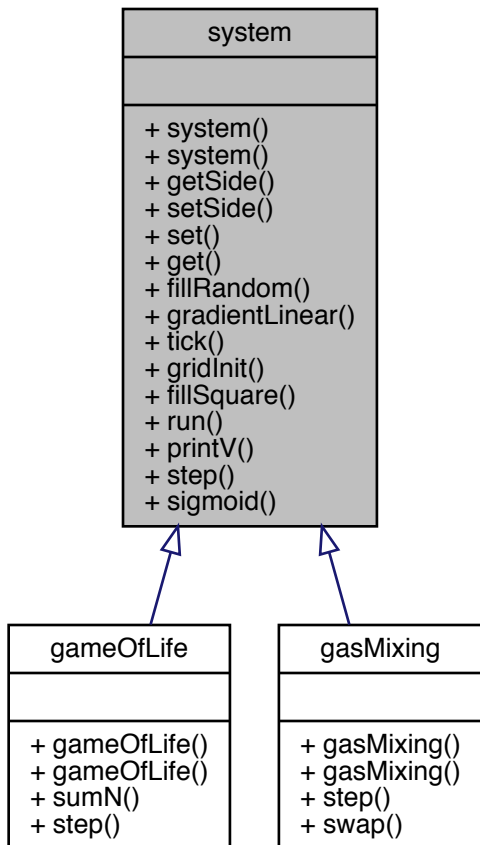 system
+ system()
+ system()
+ getSide()
+ setSide()
+ set()
+ get()
+ fillRandom()
+ gradientLinear()
+ tick()
+ gridInit()
+ fillSquare()
+ run()
+ printV()
+ step()
+ sigmoid()
gameOfLife
+ gameOfLife()
+ gameOfLife()
+ sumN()
+ step()
gasMixing
+ gasMixing()
+ gasMixing()
+ step()
+ swap()